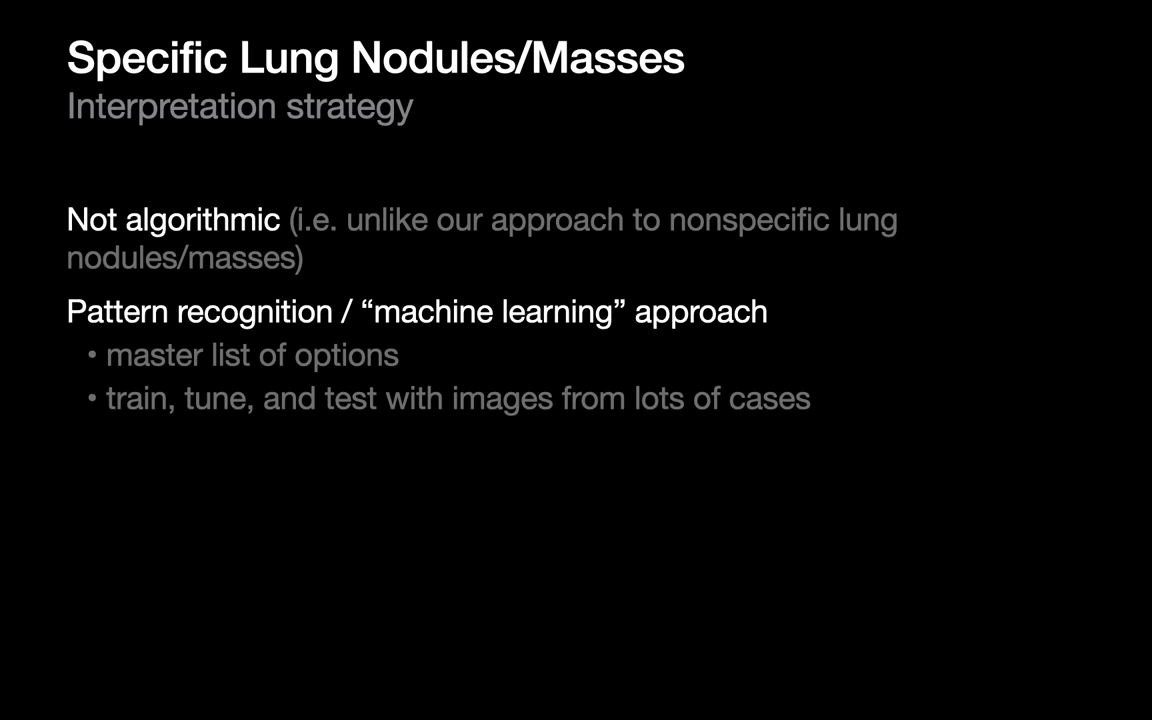 Specific Lung Nodules/Masses
Interpretation strategy
Not algorithmic (i.e. unlike our approach to nonspecific lung
nodules/masses)
Pattern recognition / “machine learning” approach
• master list of options
• train, tune, and test with images from lots of cases